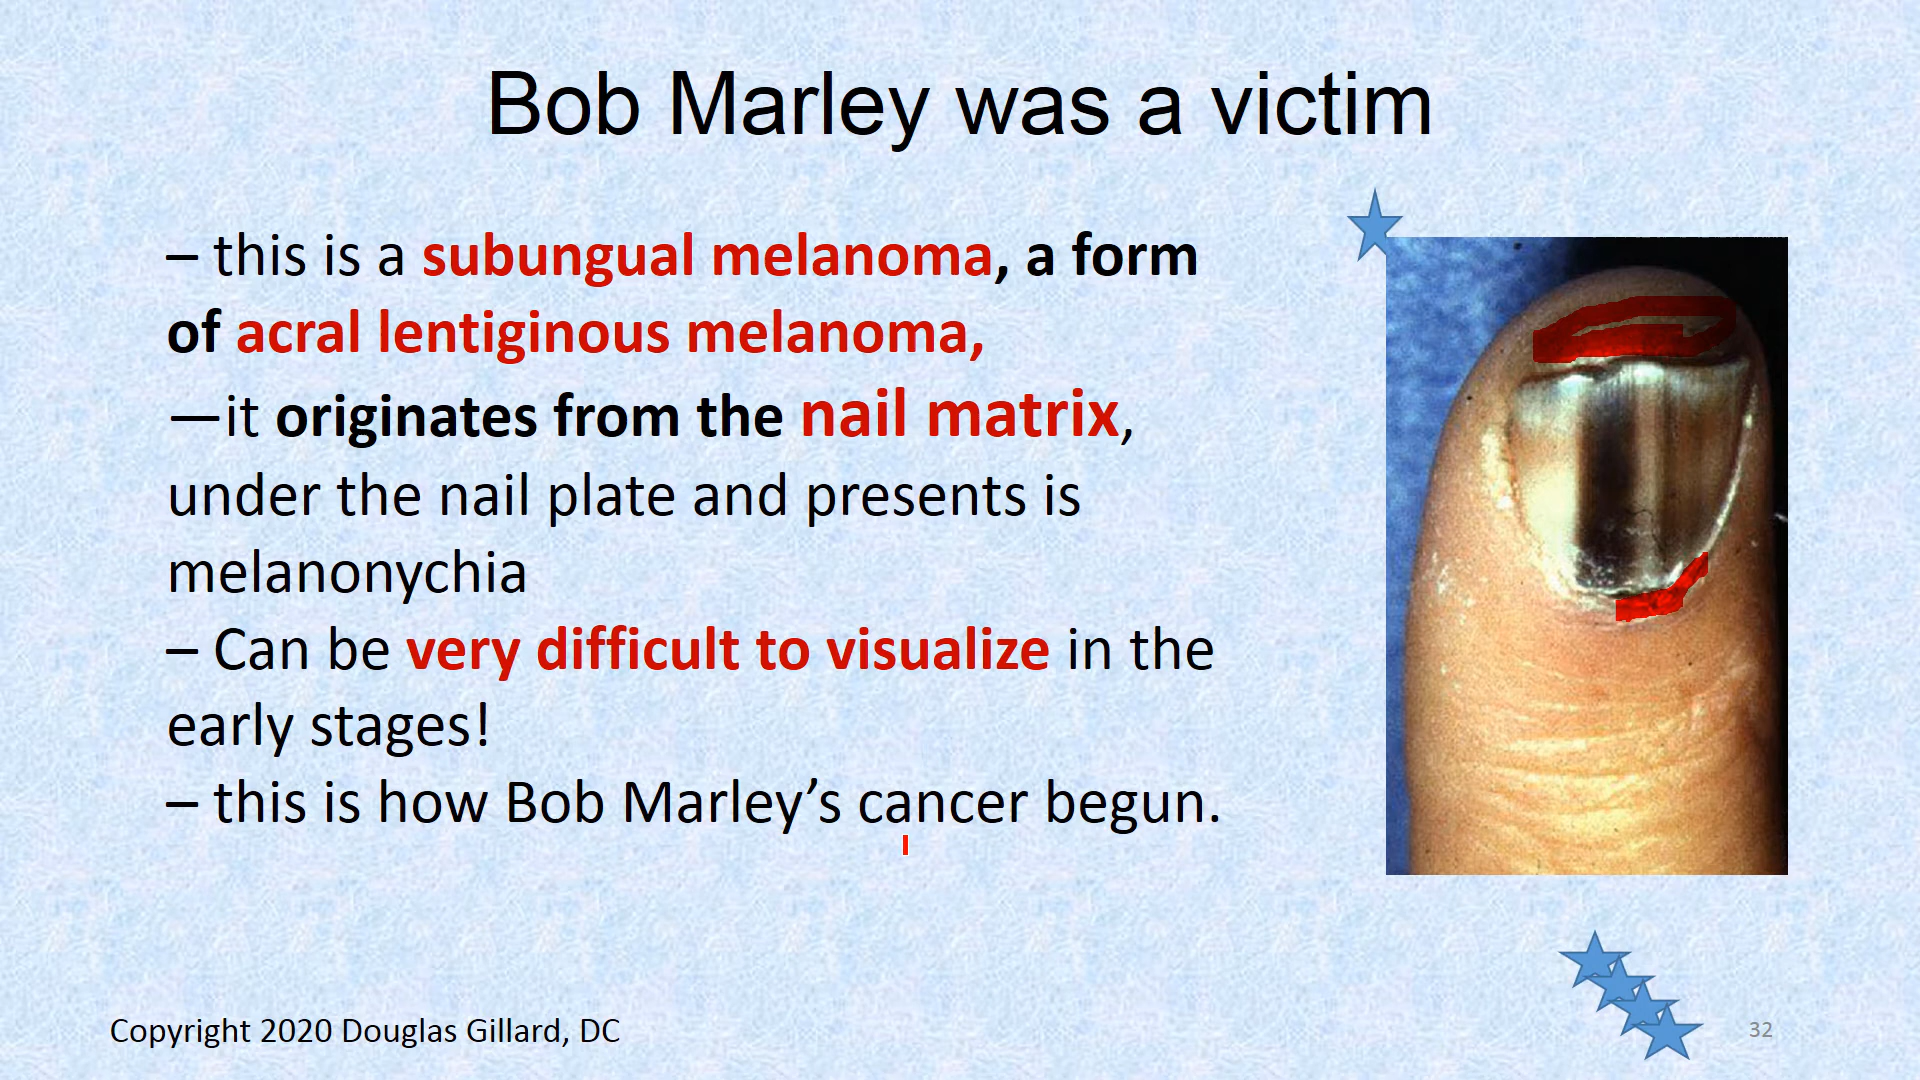 Bob Marley was a victim
– this is a subungual melanoma, a form
of acral lentiginous melanoma,
—it originates from the nail matrix,
under the nail plate and presents is
melanonychia
– Can be very difficult to visualize in the
early stages!
– this is how Bob Marley’s cancer begun.
Copyright 2020 Douglas Gillard, DC
32